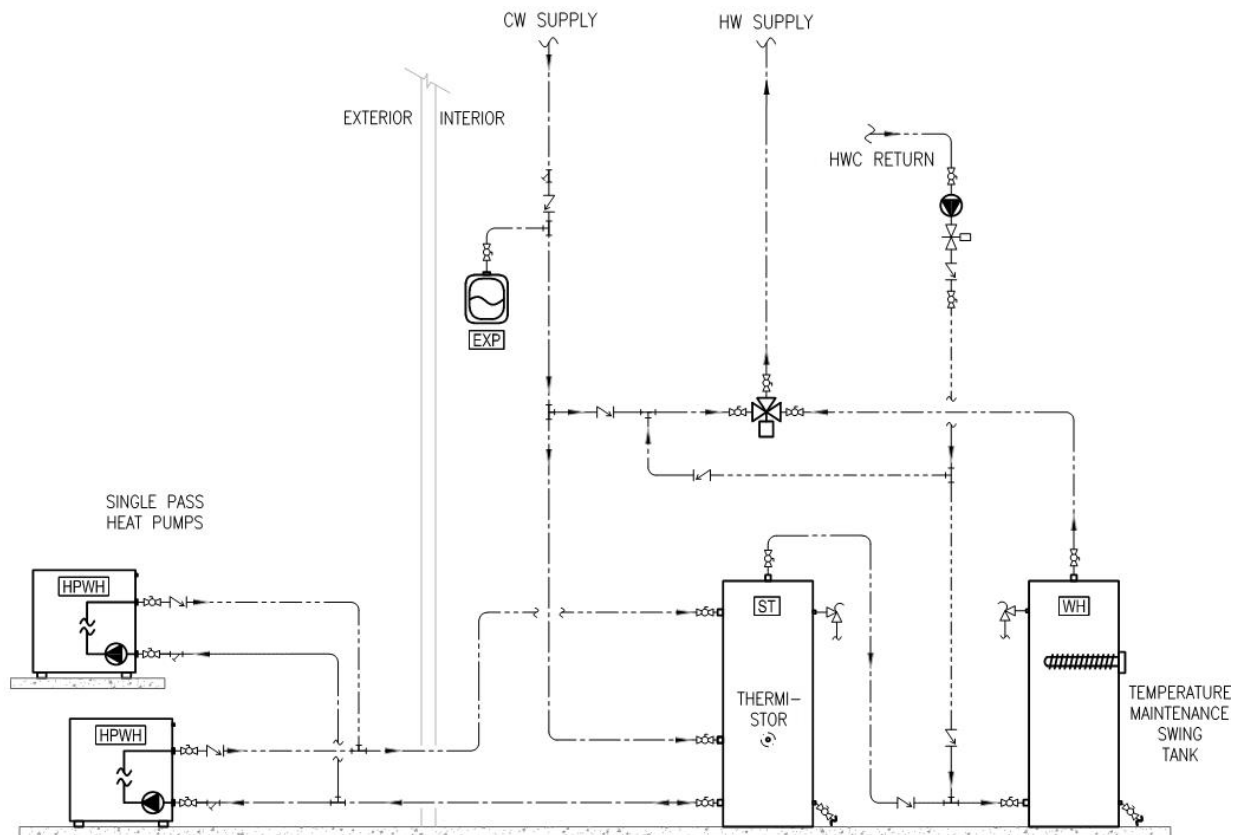 CW SUPPLY
HW SUPPLY
EXTERIOR
INTERIOR
HWC RETURN
EXP
SINGLE PASS
HEAT PUMPS
HPWH
ST
WH
THERMI-
STOR
TEMPERATURE
MAINTENANCE
SWING
TANK
HPWH